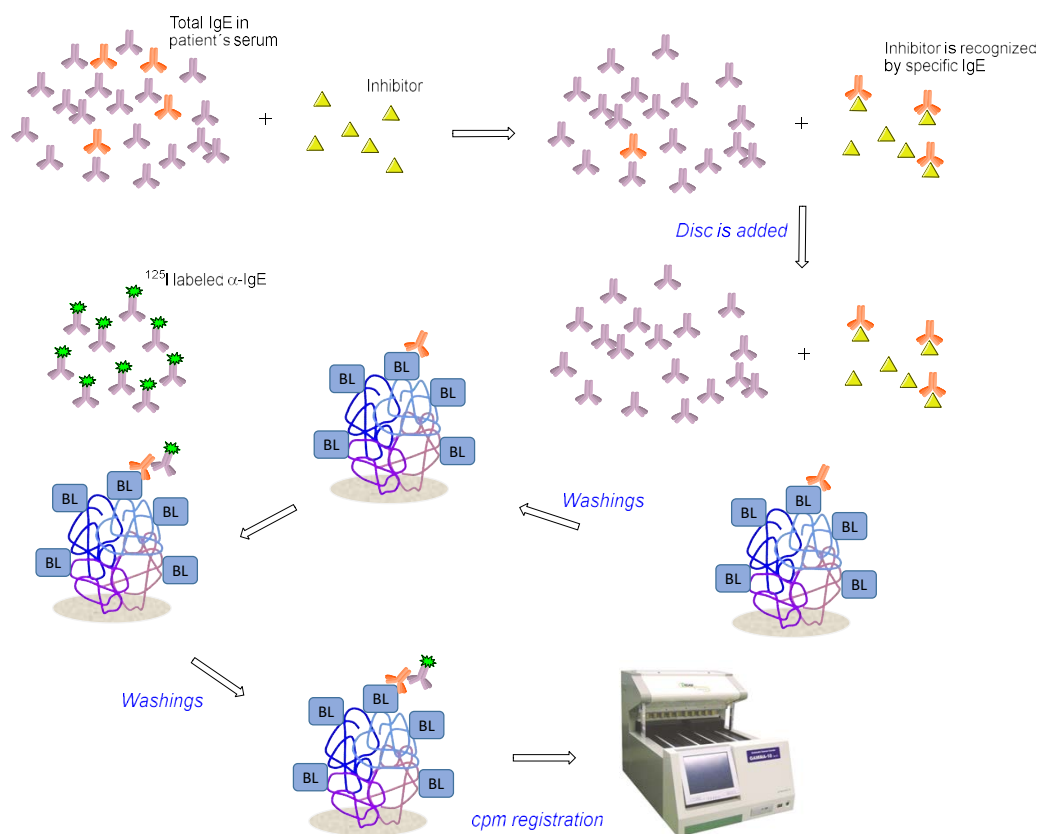 Total IgE in
patient´s serum
Inhibitor
+
Inhibitor is recognized
by specific IgE
+
Disc is added
125I labeled α-IgE
+
BL
BL
BL
BL
BL
Washings
BL
BL
BL
BL
BL
BL
BL
BL
BL
BL
Washings
BL
BL
BL
BL
BL
cpm registration
GAMMA-10